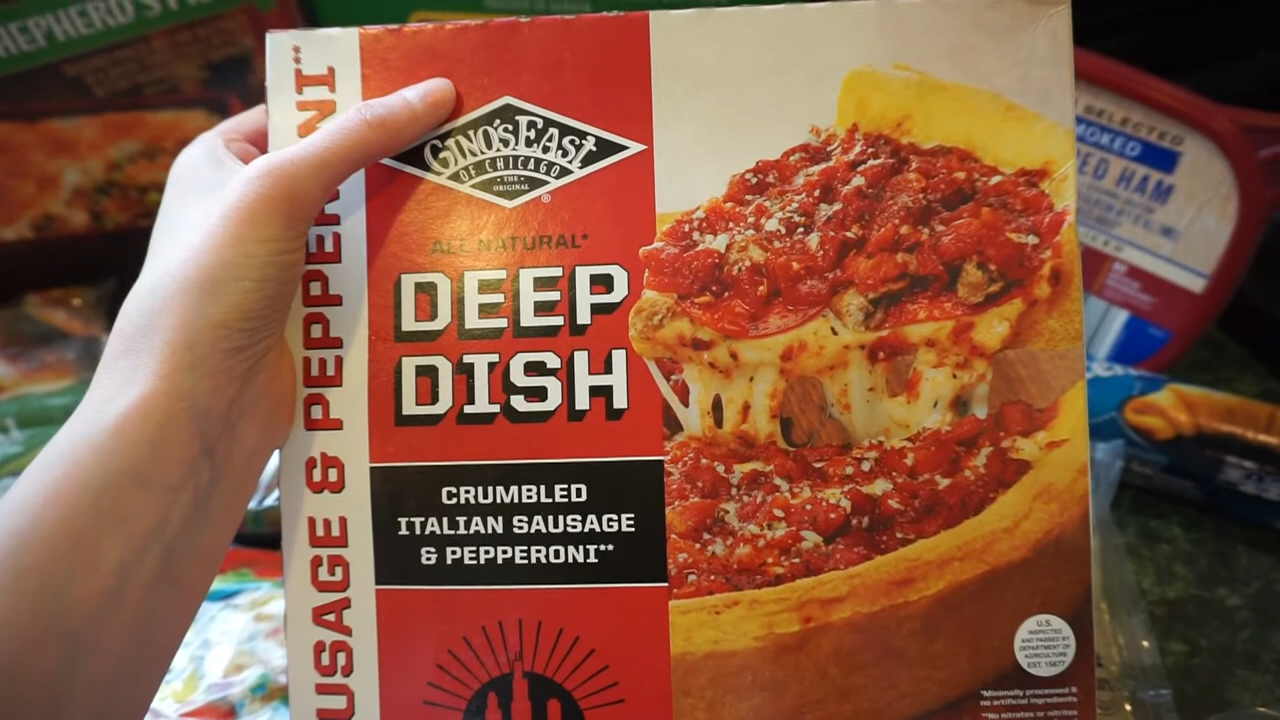 HEPHERD'S PI
USAGE & PEPPERONI**
GINO'S EAST
OF CHICAGO
• THE •
ORIGINAL
®
ALL NATURAL*
DEEP
DISH
CRUMBLED
ITALIAN SAUSAGE
& PEPPERONI**
U.S.
INSPECTED
AND PASSED BY
DEPARTMENT OF
AGRICULTURE
EST. 15877
*Minimally processed &
no artificial ingredients
**No nitrates or nitrites
SELECTED
MOKED
ED HAM